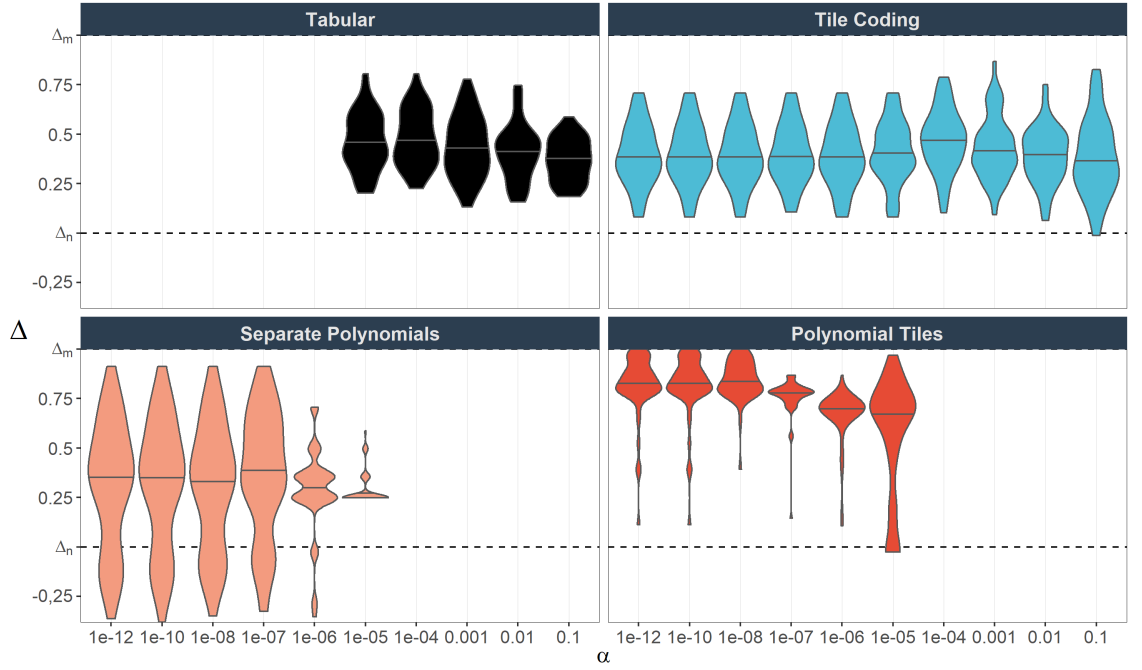 Tabular
Tile Coding
Δm
0.75
0.5
0.25
Δn
-0,25
Δ
Separate Polynomials
Polynomial Tiles
Δm
0.75
0.5
0.25
Δn
-0,25
1e-12 1e-10 1e-08 1e-07 1e-06 1e-05 1e-04 0.001 0.01 0.1
1e-12 1e-10 1e-08 1e-07 1e-06 1e-05 1e-04 0.001 0.01 0.1
α